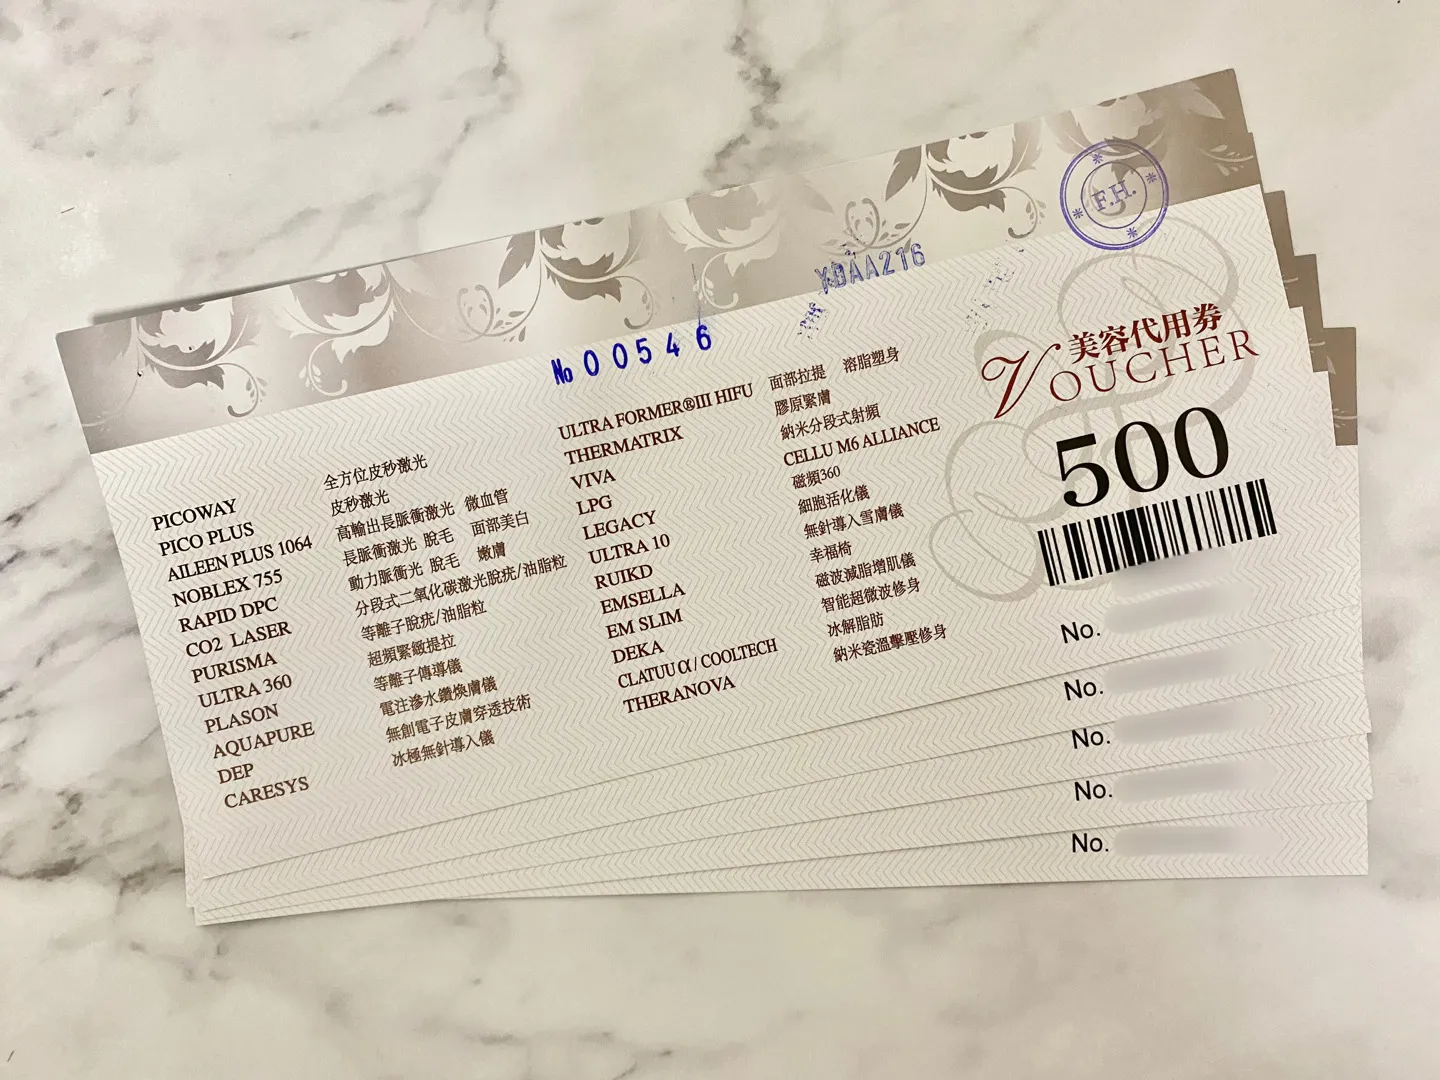 F.H.
YDAA216
№ 00546
美容代用券
VOUCHER
500
PICOWAY 全方位皮秒激光
PICO PLUS 皮秒激光
AILEEN PLUS 1064 高輸出長脈衝激光 微血管
NOBLEX 755 長脈衝激光 脫毛 面部美白
RAPID DPC 動力脈衝光 脫毛 嫩膚
CO2 LASER 分段式二氧化碳激光脫疣/油脂粒
PURISMA 等離子脫疣/油脂粒
ULTRA 360 超頻緊緻提拉
PLASON 等離子傳導儀
AQUAPURE 電注滲水鑽煥膚儀
DEP 無創電子皮膚穿透技術
CARESYS 冰極無針導入儀
ULTRA FORMER®III HIFU 面部拉提 溶脂塑身
THERMATRIX 膠原緊膚
VIVA 納米分段式射頻
LPG CELLU M6 ALLIANCE
LEGACY 磁頻360
ULTRA 10 細胞活化儀
RUIKD 無針導入雪膚儀
EMSELLA 幸福椅
EM SLIM 磁波減脂增肌儀
DEKA 智能超微波修身
CLATUU α / COOLTECH 冰解脂肪
THERANOVA 納米瓷溫擊壓修身
No.
No.
No.
No.
No.